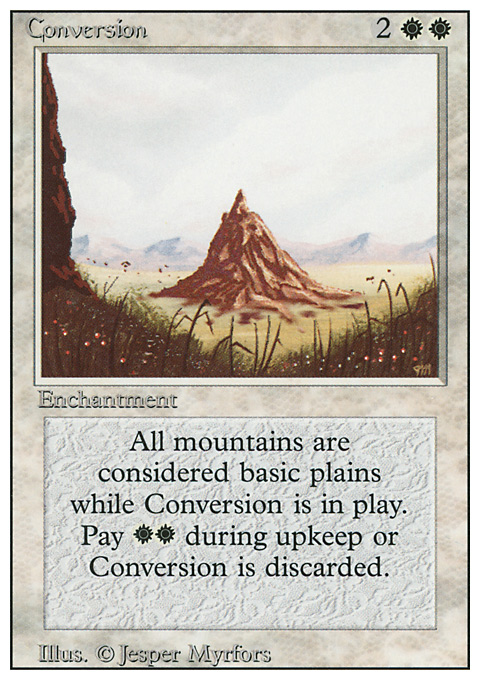 Conversion 2
Enchantment
All mountains are
considered basic plains
while Conversion is in play.
Pay during upkeep or
Conversion is discarded.
Illus. © Jesper Myrfors